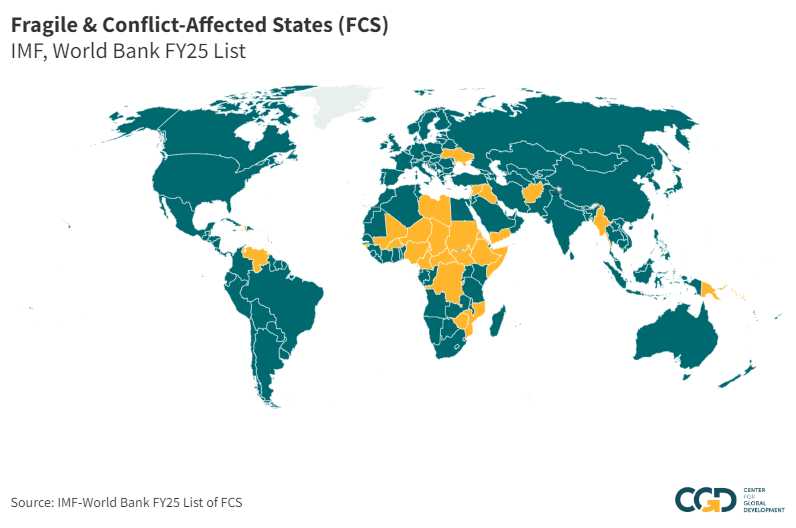 Fragile & Conflict-Affected States (FCS)
IMF, World Bank FY25 List
Source: IMF-World Bank FY25 List of FCS
CGD
CENTER
FOR
GLOBAL
DEVELOPMENT